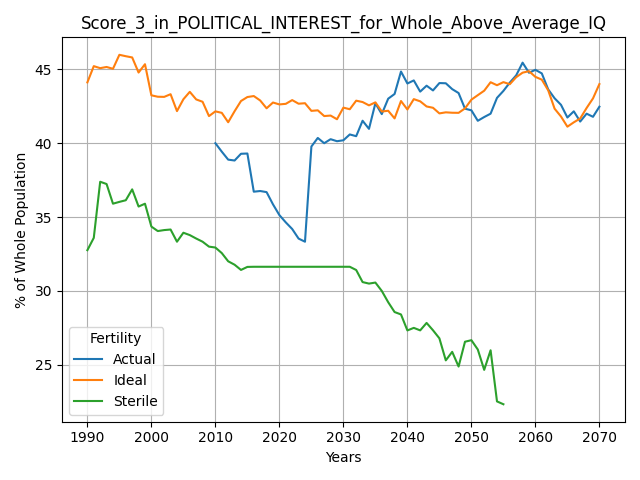 Score_3_in_POLITICAL_INTEREST_for_Whole_Above_Average_IQ
% of Whole Population
45
40
35
30
25
Fertility
Actual
Ideal
Sterile
1990 2000 2010 2020 2030 2040 2050 2060 2070
Years